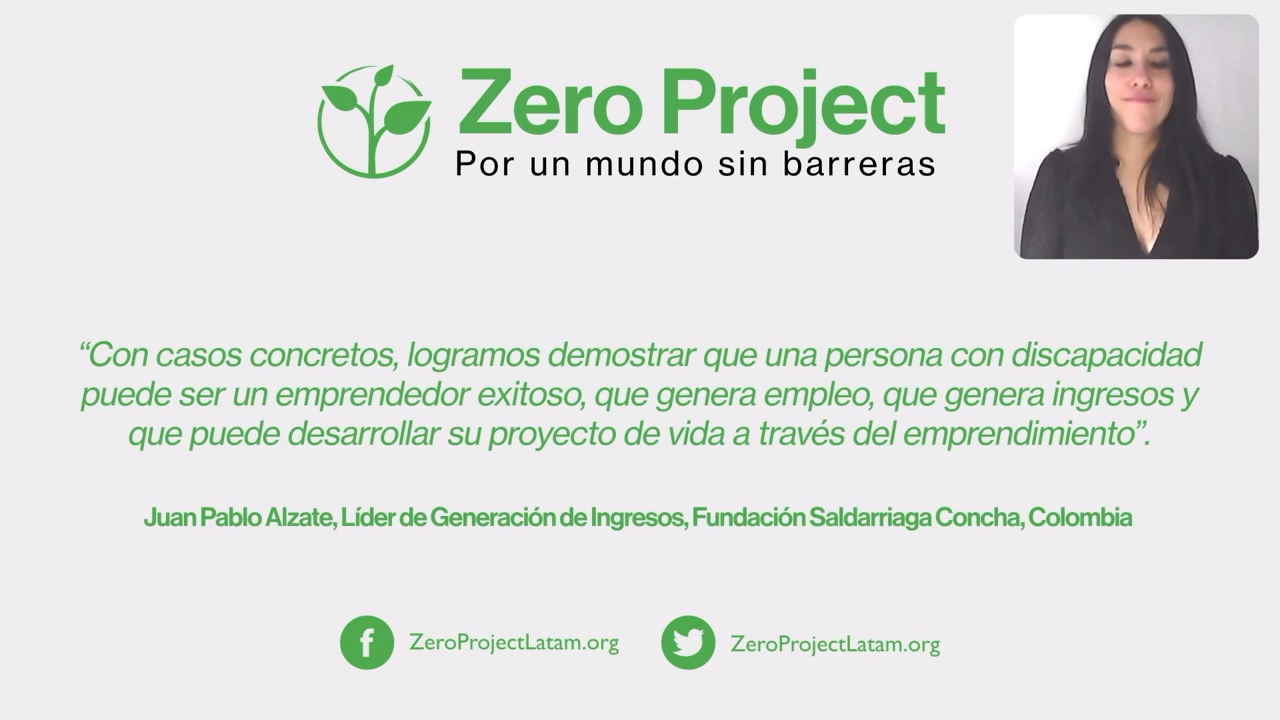 Zero Project
Por un mundo sin barreras
“Con casos concretos, logramos demostrar que una persona con discapacidad
puede ser un emprendedor exitoso, que genera empleo, que genera ingresos y
que puede desarrollar su proyecto de vida a través del emprendimiento”.
Juan Pablo Alzate, Líder de Generación de Ingresos, Fundación Saldarriaga Concha, Colombia
f ZeroProjectLatam.org
ZeroProjectLatam.org